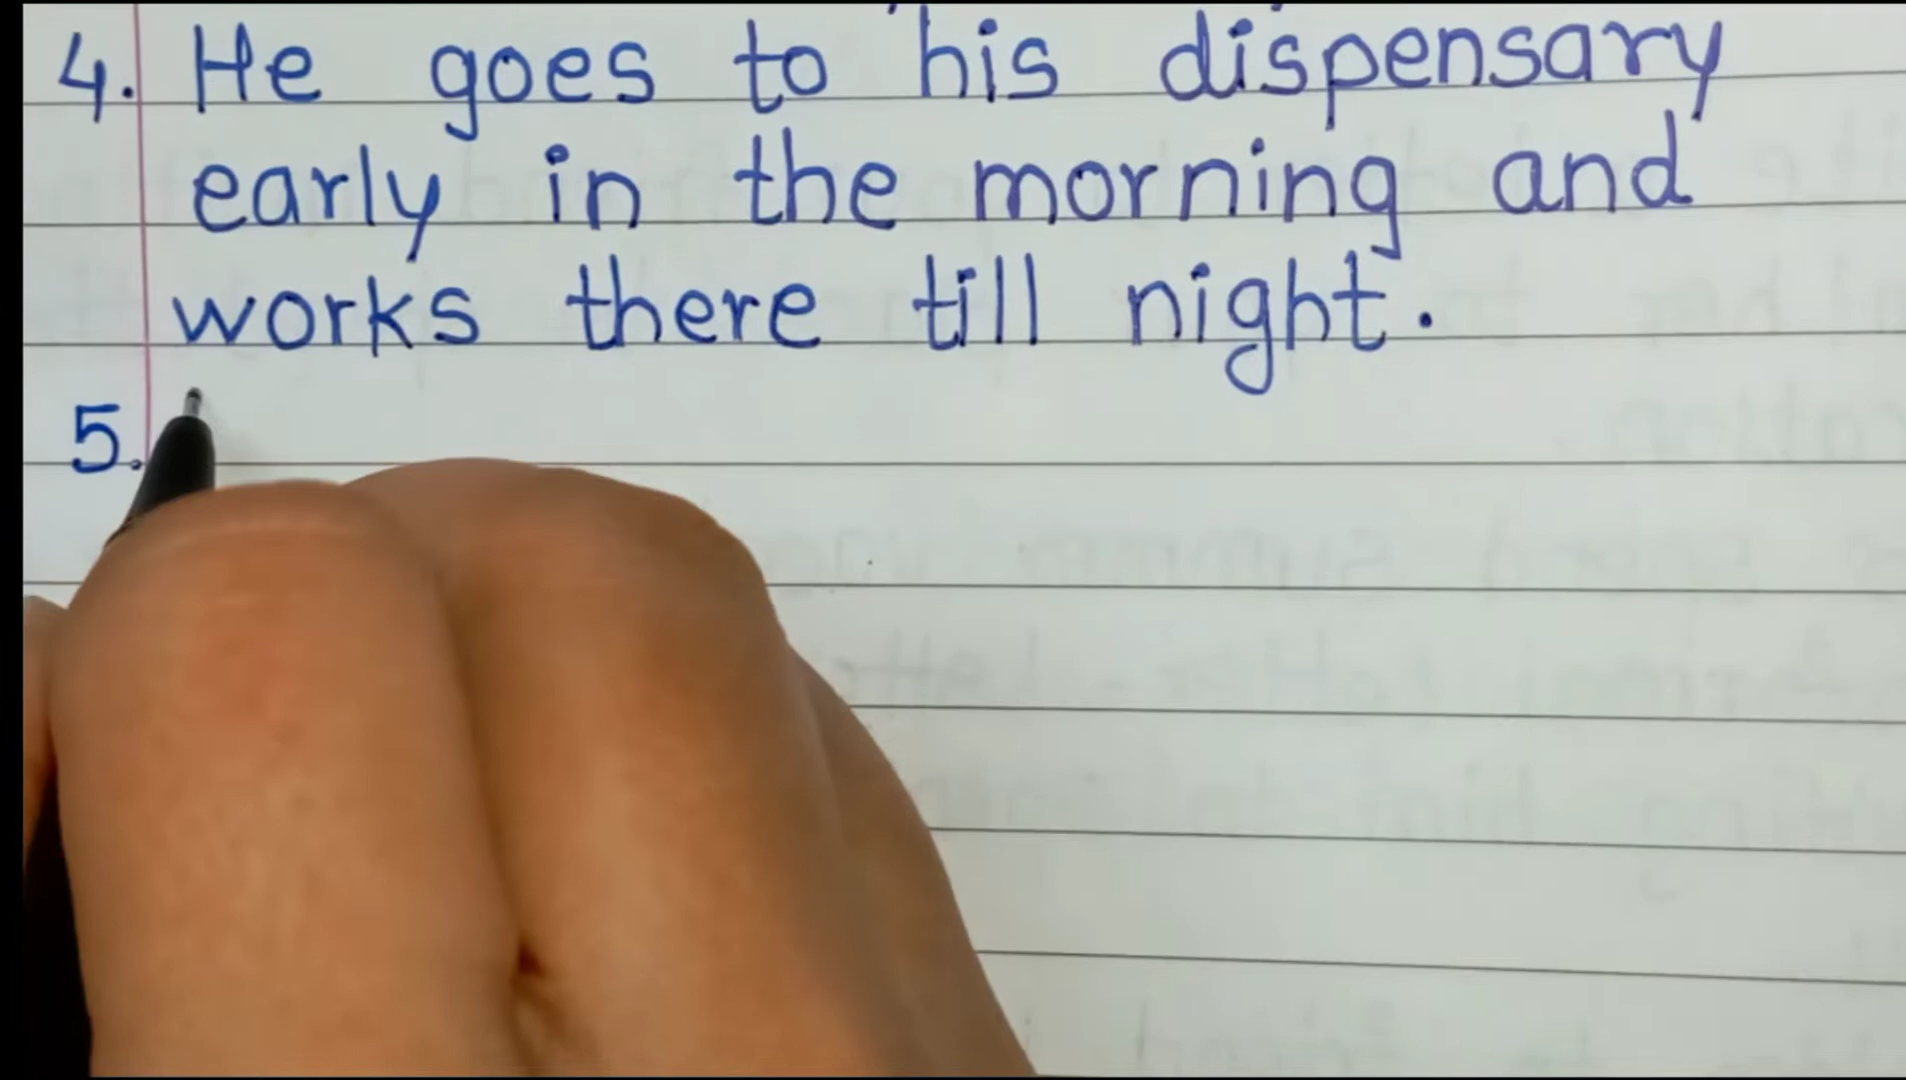 4. He goes to his dispensary
early in the morning and
works there till night.
5.